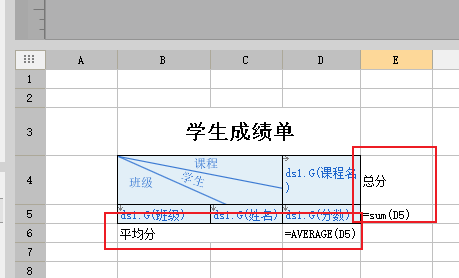 A B C D E
1
2
3 学生成绩单
课程
学生
班级
ds1.G(课程名
)
4 总分
5 ds1.G(班级) ds1.G(姓名) ds1.G(分数) =sum(D5)
6 平均分 =AVERAGE(D5)
7
8